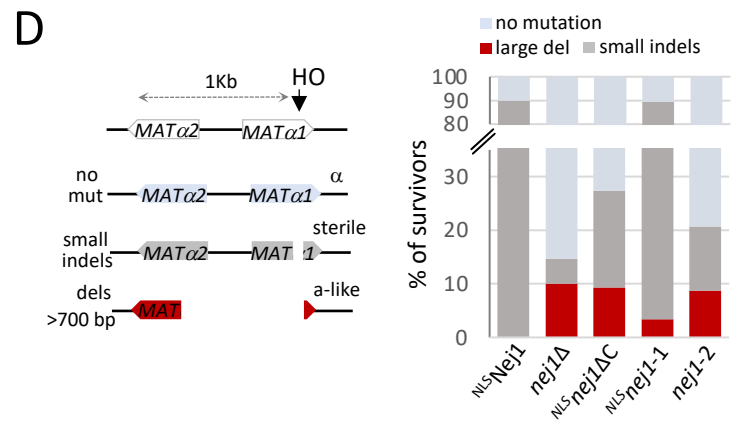 D
no mutation
large del
small indels
1Kb
HO
MATα2
MATα1
no
mut
MATα2
MATα1
α
small
indels
MATα2
MAT
1
sterile
dels
>700 bp
MAT
a-like
% of survivors
100
90
80
30
20
10
0
NLSNej1
nej1Δ
NLSnej1ΔC
NLSnej1-1
nej1-2